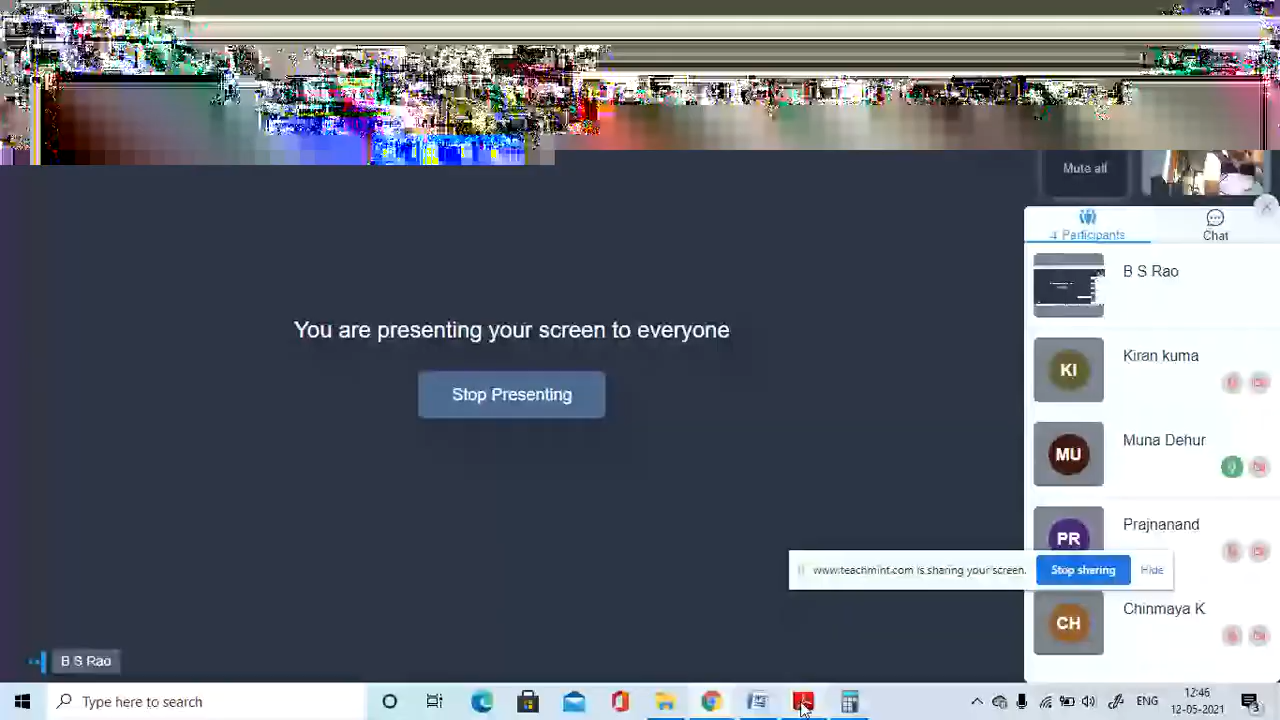 Mute all
4 Participants
Chat
B S Rao
You are presenting your screen to everyone
Kiran kuma
KI
Stop Presenting
Muna Dehur
MU
Prajnanand
PR
www.teachmint.com is sharing your screen.
Stop sharing
Hide
Chinmaya K
CH
B S Rao
Type here to search
ENG
12:46
12-05-2021
3